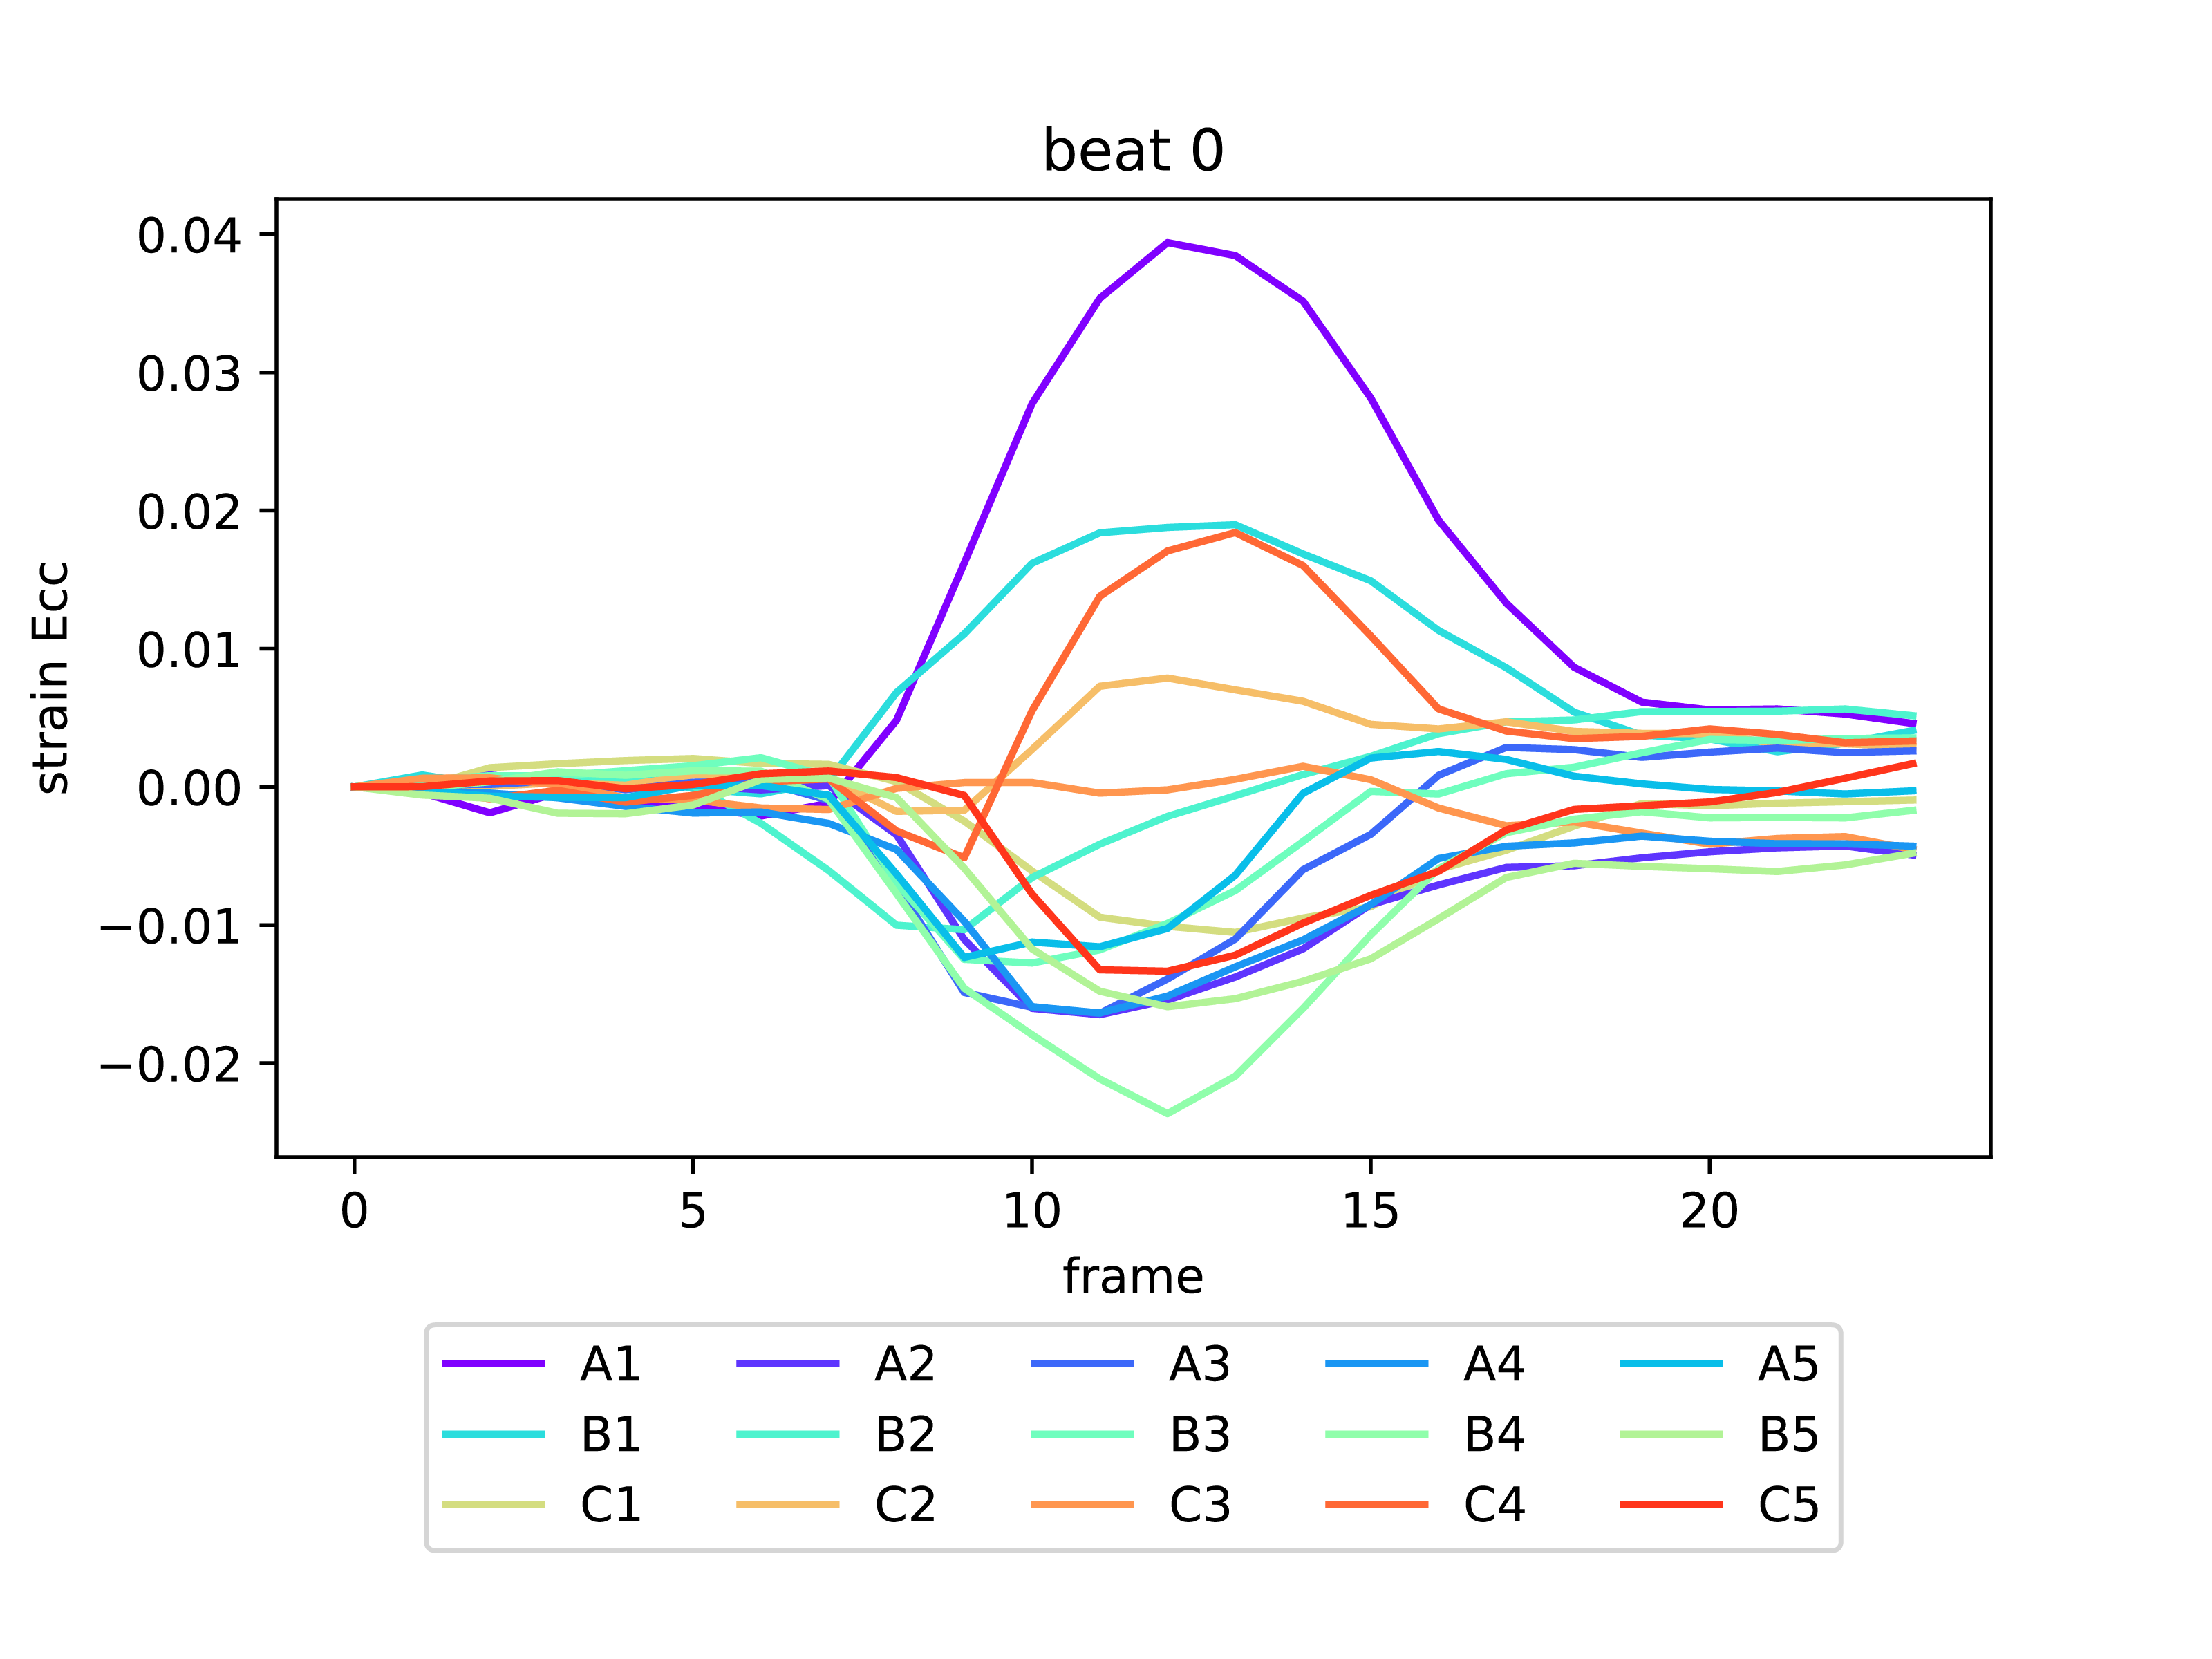 beat 0
0.04
0.03
0.02
0.01
0.00
−0.01
−0.02
strain Ecc
0 5 10 15 20
frame
A1 A2 A3 A4 A5
B1 B2 B3 B4 B5
C1 C2 C3 C4 C5